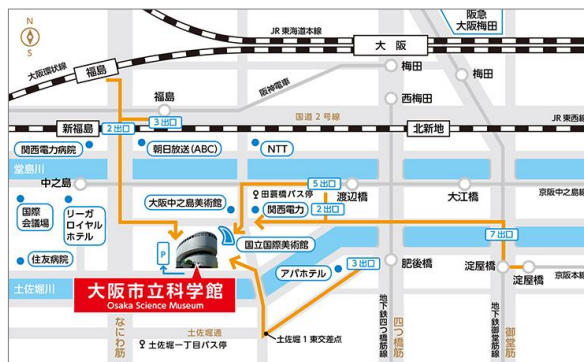 N
S
阪急
大阪梅田
JR 東海道本線
大阪
大阪環状線
福島
梅田
梅田
阪神電車
福島
西梅田
国道2号線
JR 東西線
新福島
2 出口
3 出口
北新地
関西電力病院
朝日放送(ABC)
NTT
堂島川
中之島
5 出口
渡辺橋
大江橋
京阪中之島線
田蓑橋バス停
大阪中之島美術館
関西電力
2 出口
国際
会議場
リーガ
ロイヤル
ホテル
国立国際美術館
7 出口
P
住友病院
アパホテル
3 出口
肥後橋
淀屋橋
淀屋橋
京阪本線
土佐堀川
大阪市立科学館
Osaka Science Museum
なにわ筋
地下鉄四つ橋筋線
四つ橋筋
地下鉄御堂筋線
御堂筋
土佐堀通
土佐堀一丁目バス停
土佐堀1東交差点